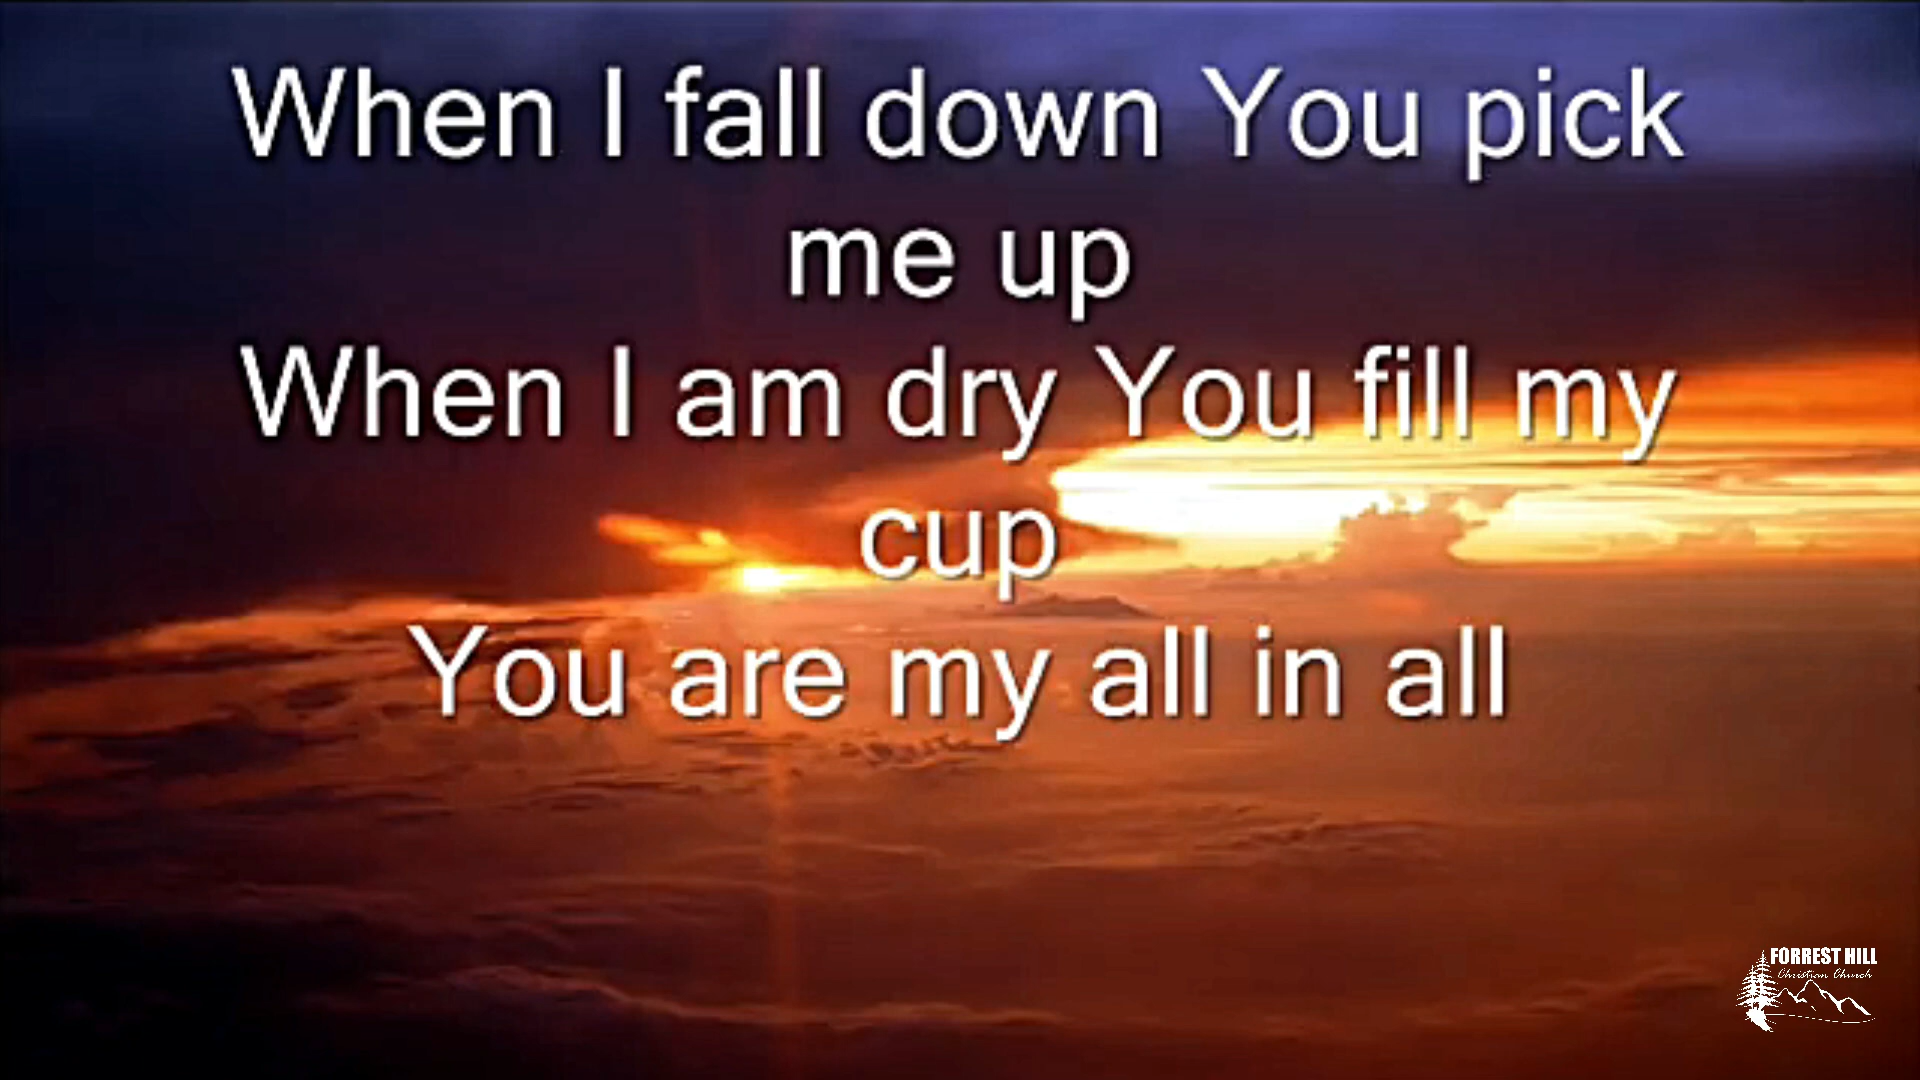 When I fall down You pick
me up
When I am dry You fill my
cup
You are my all in all
FORREST HILL
Christian Church